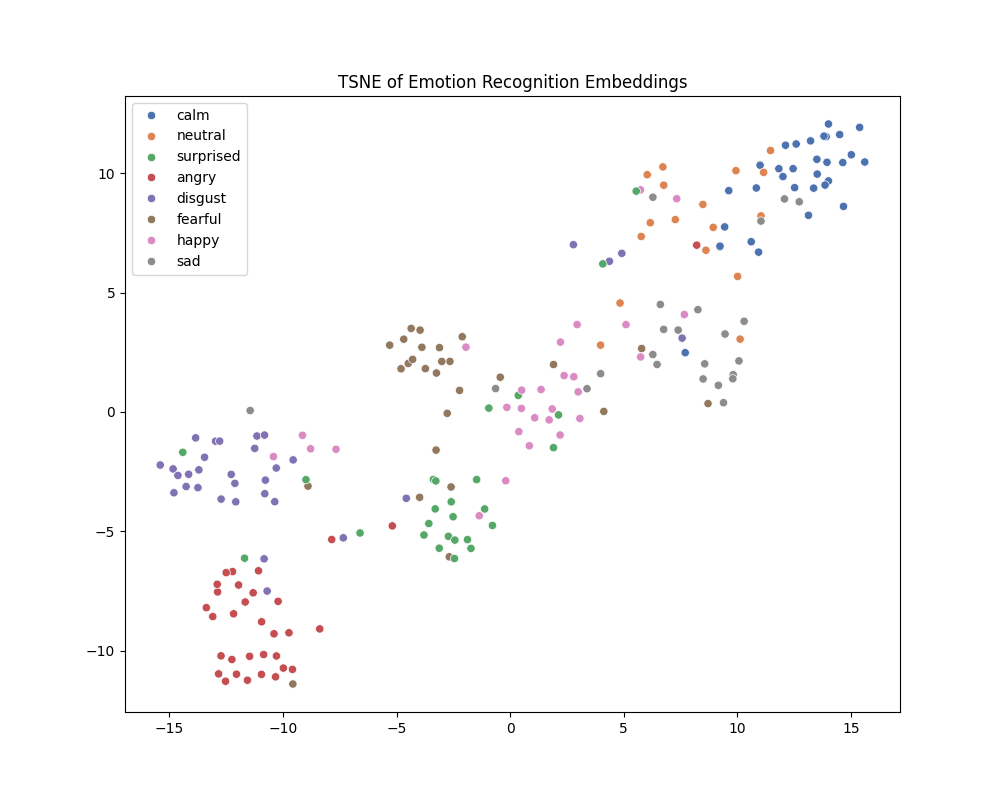 TSNE of Emotion Recognition Embeddings
calm
neutral
surprised
angry
disgust
fearful
happy
sad
10
5
0
−5
−10
−15 −10 −5 0 5 10 15